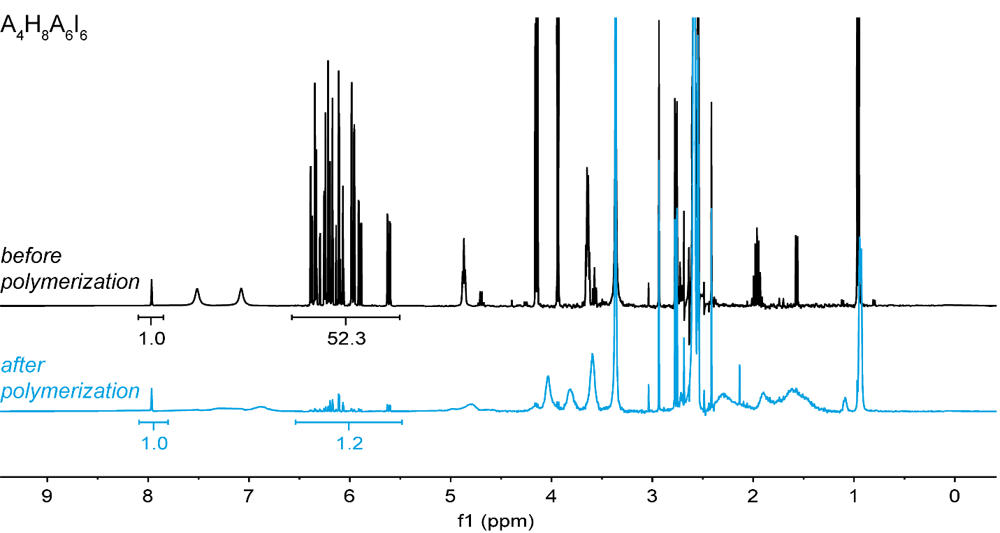 A₄H₈A₆I₆
before
polymerization
1.0 52.3
after
polymerization
1.0 1.2
9 8 7 6 5 4 3 2 1 0
f1 (ppm)